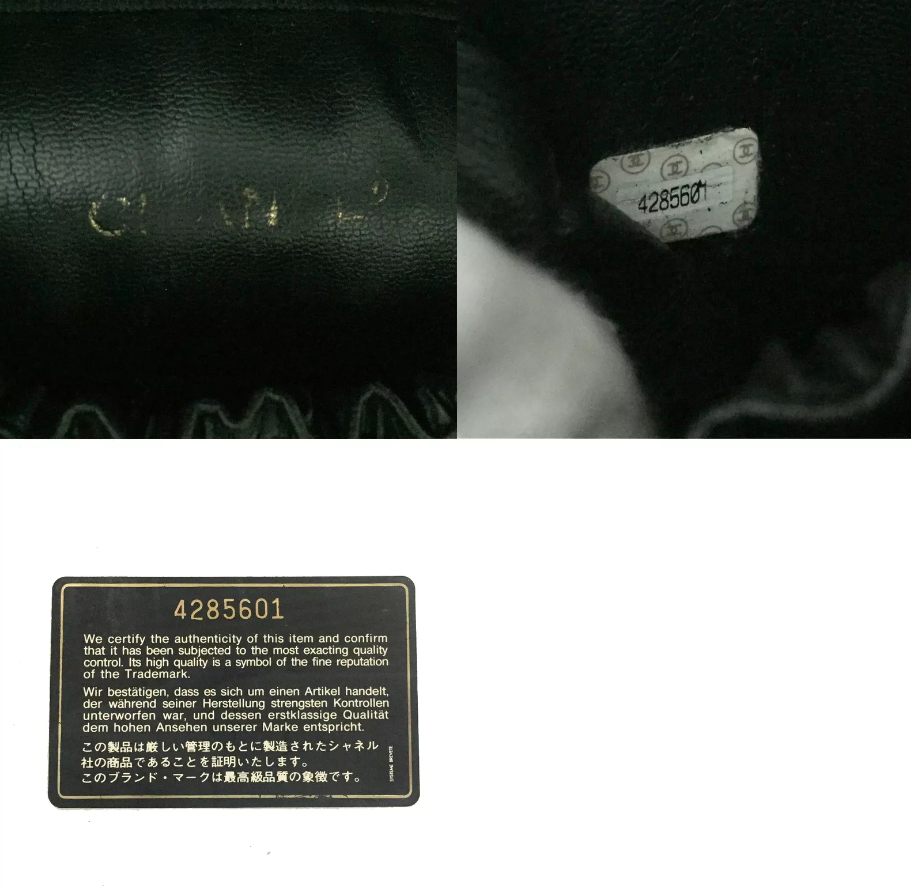 4285601
4285601
We certify the authenticity of this item and confirm
that it has been subjected to the most exacting quality
control. Its high quality is a symbol of the fine reputation
of the Trademark.
Wir bestätigen, dass es sich um einen Artikel handelt,
der während seiner Herstellung strengsten Kontrollen
unterworfen war, und dessen erstklassige Qualität
dem hohen Ansehen unserer Marke entspricht.
この製品は厳しい管理のもとに製造されたシャネル
社の商品であることを証明いたします。
このブランド・マークは最高級品質の象徴です。